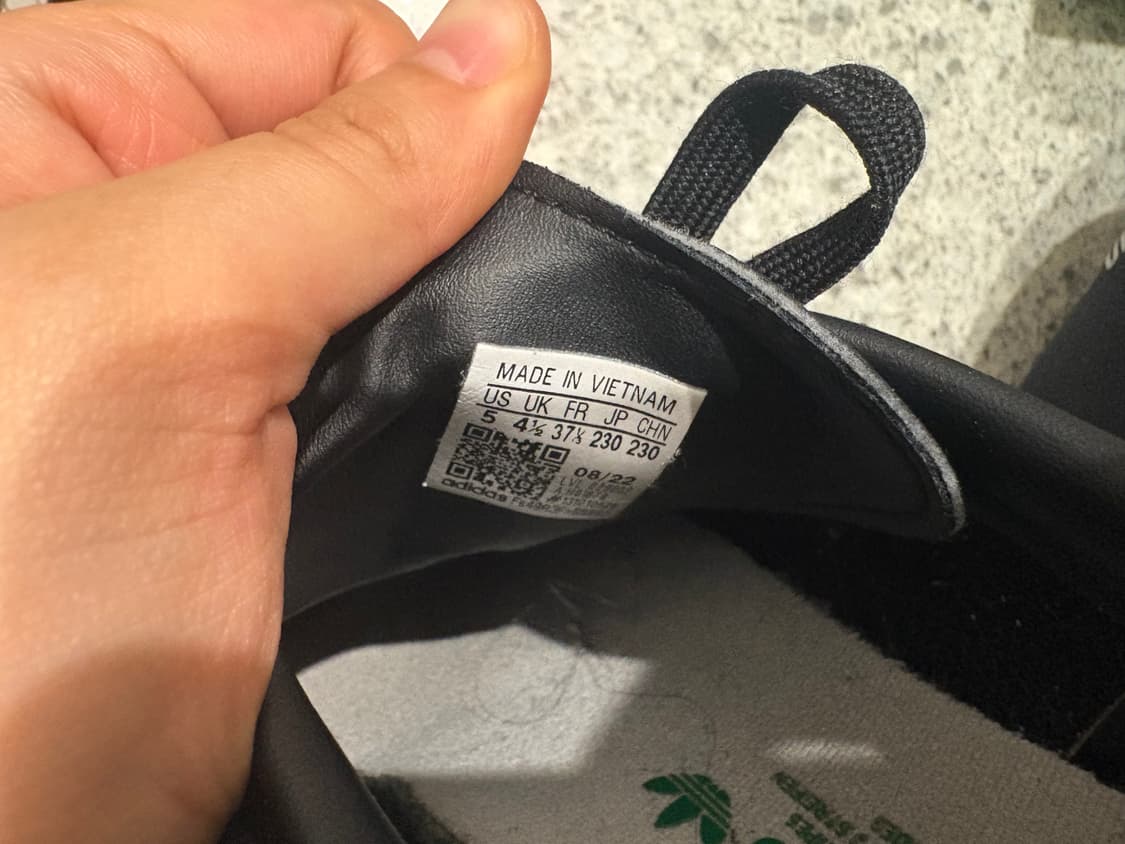 MADE IN VIETNAM
US UK FR JP CHN
5 4½ 37⅓ 230 230
08/22
adidas